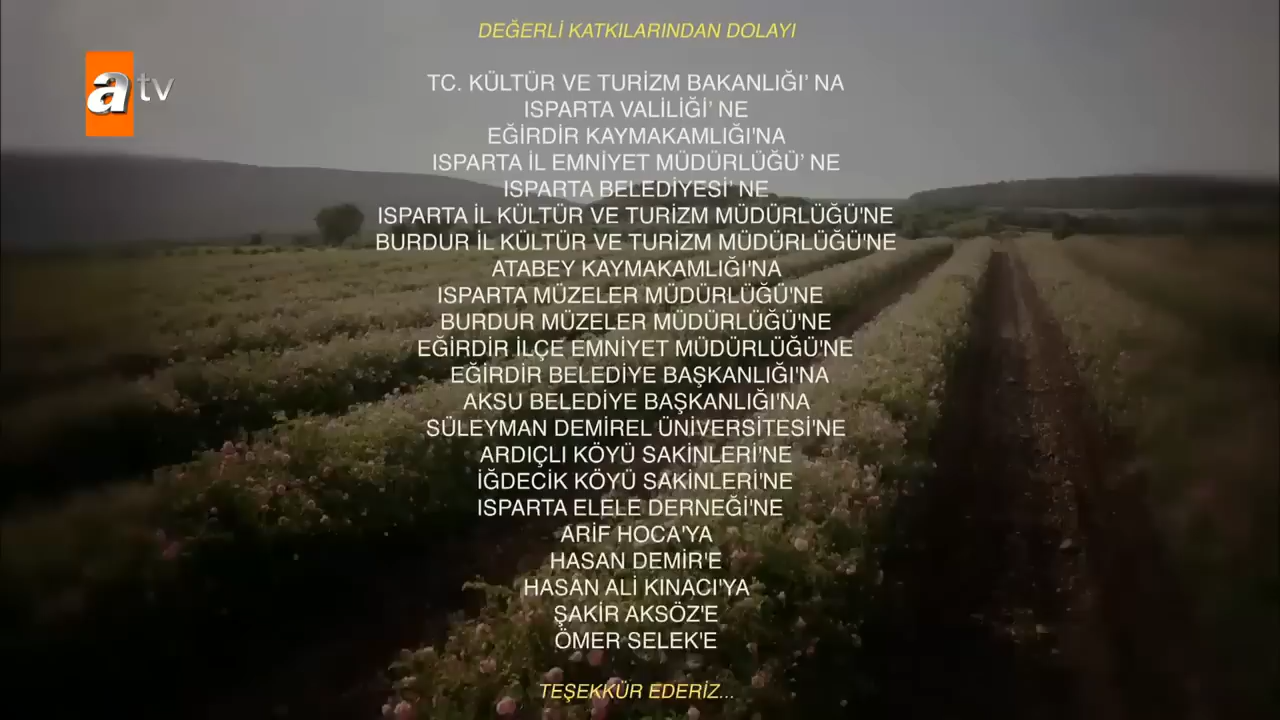 DEĞERLİ KATKILARINDAN DOLAYI
a tv
TC. KÜLTÜR VE TURİZM BAKANLIĞI’ NA
ISPARTA VALİLİĞİ’ NE
EĞİRDİR KAYMAKAMLIĞI'NA
ISPARTA İL EMNİYET MÜDÜRLÜĞÜ’ NE
ISPARTA BELEDİYESİ’ NE
ISPARTA İL KÜLTÜR VE TURİZM MÜDÜRLÜĞÜ'NE
BURDUR İL KÜLTÜR VE TURİZM MÜDÜRLÜĞÜ'NE
ATABEY KAYMAKAMLIĞI'NA
ISPARTA MÜZELER MÜDÜRLÜĞÜ'NE
BURDUR MÜZELER MÜDÜRLÜĞÜ'NE
EĞİRDİR İLÇE EMNİYET MÜDÜRLÜĞÜ'NE
EĞİRDİR BELEDİYE BAŞKANLIĞI'NA
AKSU BELEDİYE BAŞKANLIĞI'NA
SÜLEYMAN DEMİREL ÜNİVERSİTESİ'NE
ARDIÇLI KÖYÜ SAKİNLERİ'NE
İĞDECİK KÖYÜ SAKİNLERİ'NE
ISPARTA ELELE DERNEĞİ'NE
ARİF HOCA'YA
HASAN DEMİR'E
HASAN ALİ KINACI'YA
ŞAKİR AKSÖZ'E
ÖMER SELEK'E
TEŞEKKÜR EDERİZ...